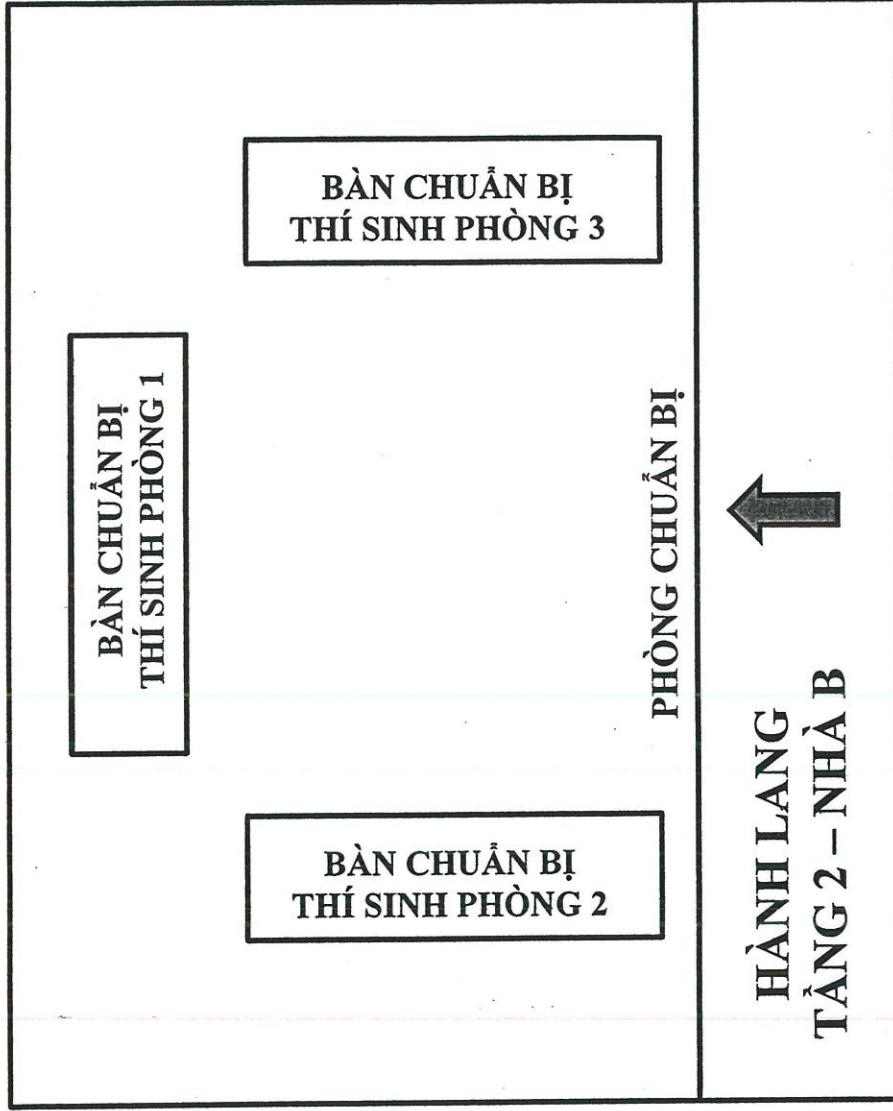 BÀN CHUẨN BỊ
THÍ SINH PHÒNG 3
BÀN CHUẨN BỊ
THÍ SINH PHÒNG 1
PHÒNG CHUẨN BỊ
BÀN CHUẨN BỊ
THÍ SINH PHÒNG 2
HÀNH LANG
TẦNG 2 – NHÀ B